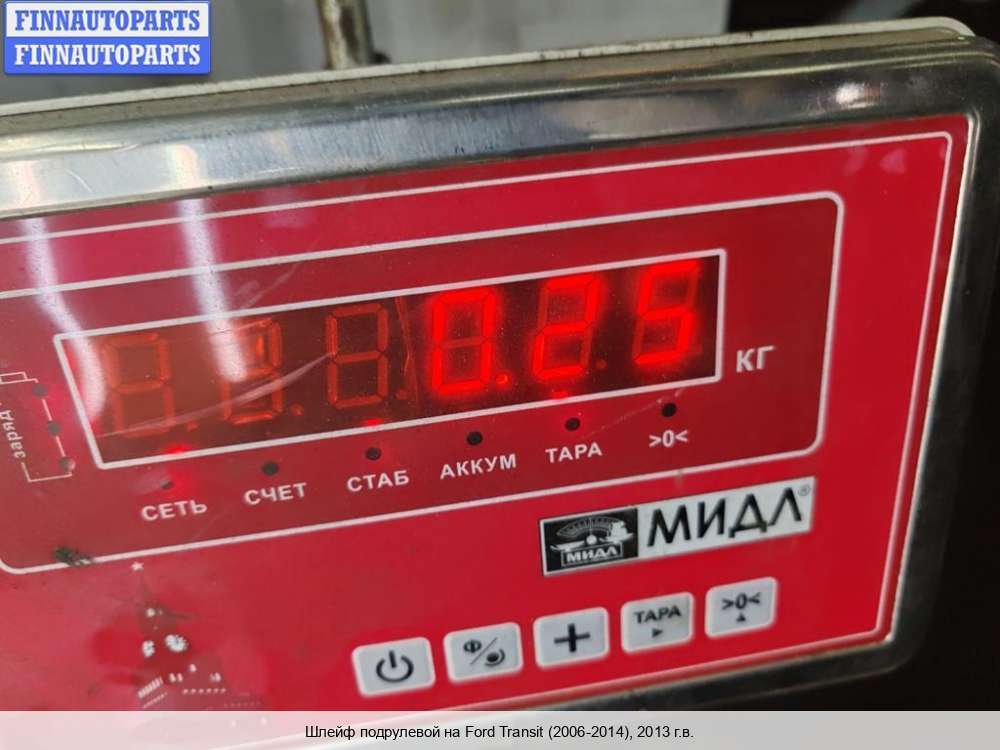 FINNAUTOPARTS
FINNAUTOPARTS
0.25
КГ
заряд
СЕТЬ СЧЕТ СТАБ АККУМ ТАРА >0<
МИДЛ
МИДЛ®
Ф/
ТАРА
>0<
Шлейф подрулевой на Ford Transit (2006-2014), 2013 г.в.